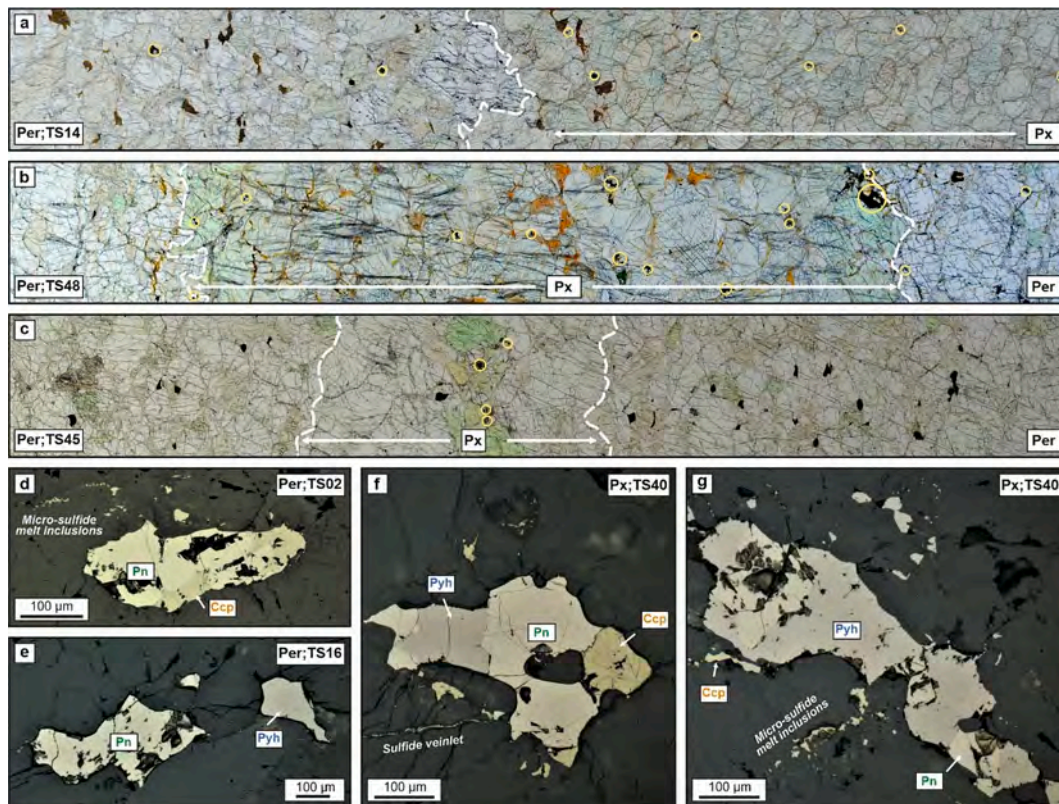 a
Per;TS14
Px
b
Per;TS48
Px
Per
c
Per;TS45
Px
Per
d
Per;TS02
Micro-sulfide
melt inclusions
Pn
Ccp
100 µm
e
Per;TS16
Pn
Pyh
100 µm
f
Px;TS40
Pyh
Pn
Ccp
Sulfide veinlet
100 µm
g
Px;TS40
Pyh
Ccp
Micro-sulfide
melt inclusions
Pn
100 µm